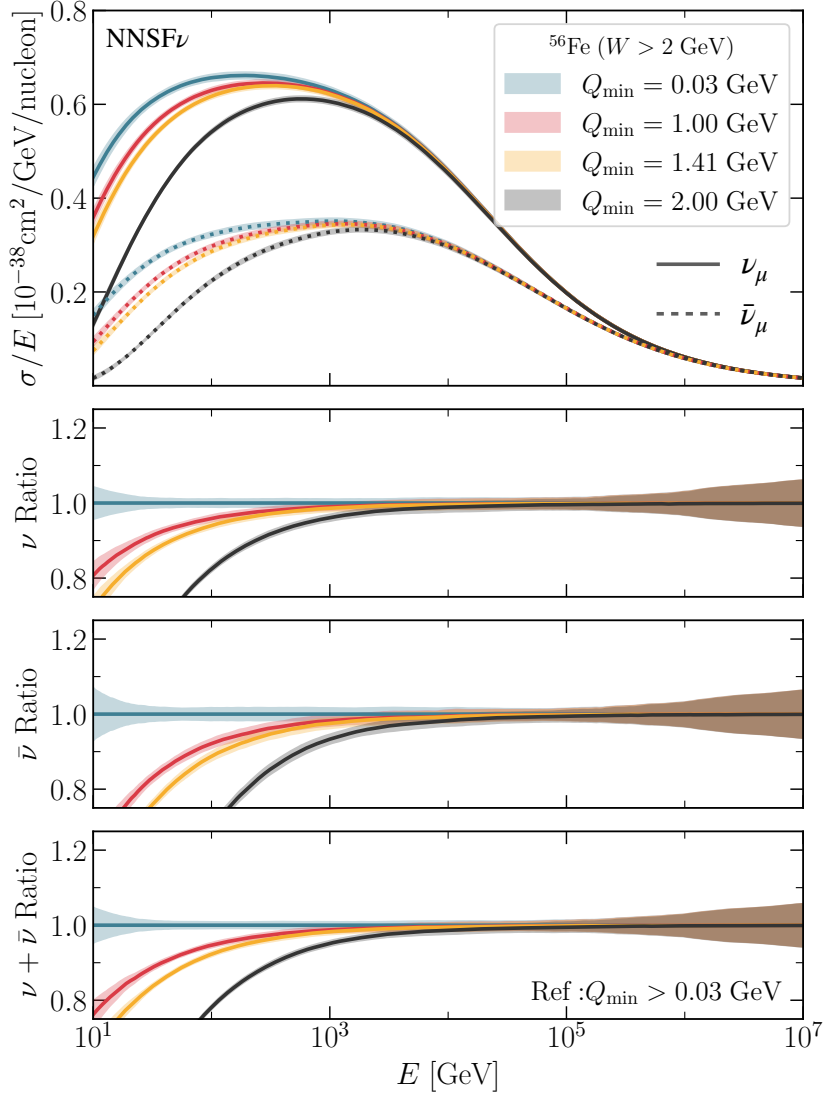 NNSFν
⁵⁶Fe (W > 2 GeV)
Q_min = 0.03 GeV
Q_min = 1.00 GeV
Q_min = 1.41 GeV
Q_min = 2.00 GeV
ν_μ
ν̄_μ
σ/E [10⁻³⁸cm²/GeV/nucleon]
0.8
0.6
0.4
0.2
ν Ratio
1.2
1.0
0.8
ν̄ Ratio
1.2
1.0
0.8
ν + ν̄ Ratio
1.2
1.0
0.8
Ref :Q_min > 0.03 GeV
10¹ 10³ 10⁵ 10⁷
E [GeV]